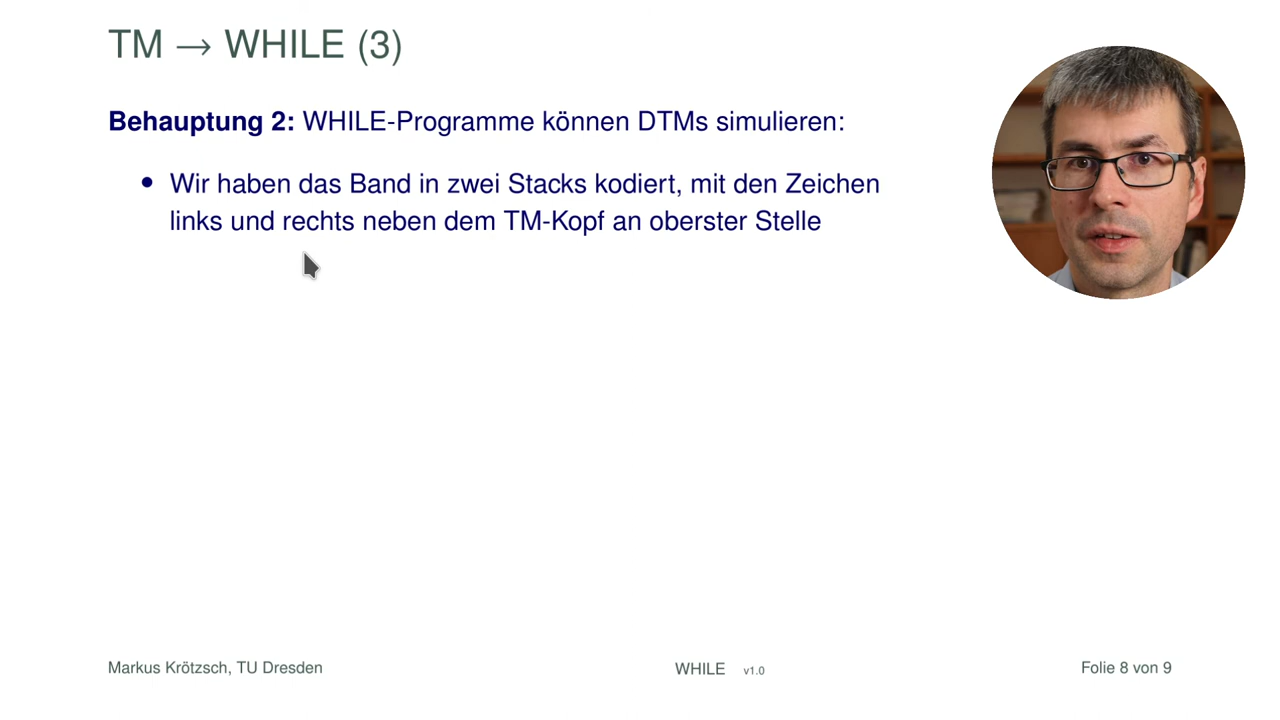 TM → WHILE (3)
Behauptung 2: WHILE-Programme können DTMs simulieren:
• Wir haben das Band in zwei Stacks kodiert, mit den Zeichen
links und rechts neben dem TM-Kopf an oberster Stelle
Markus Krötzsch, TU Dresden WHILE v1.0 Folie 8 von 9